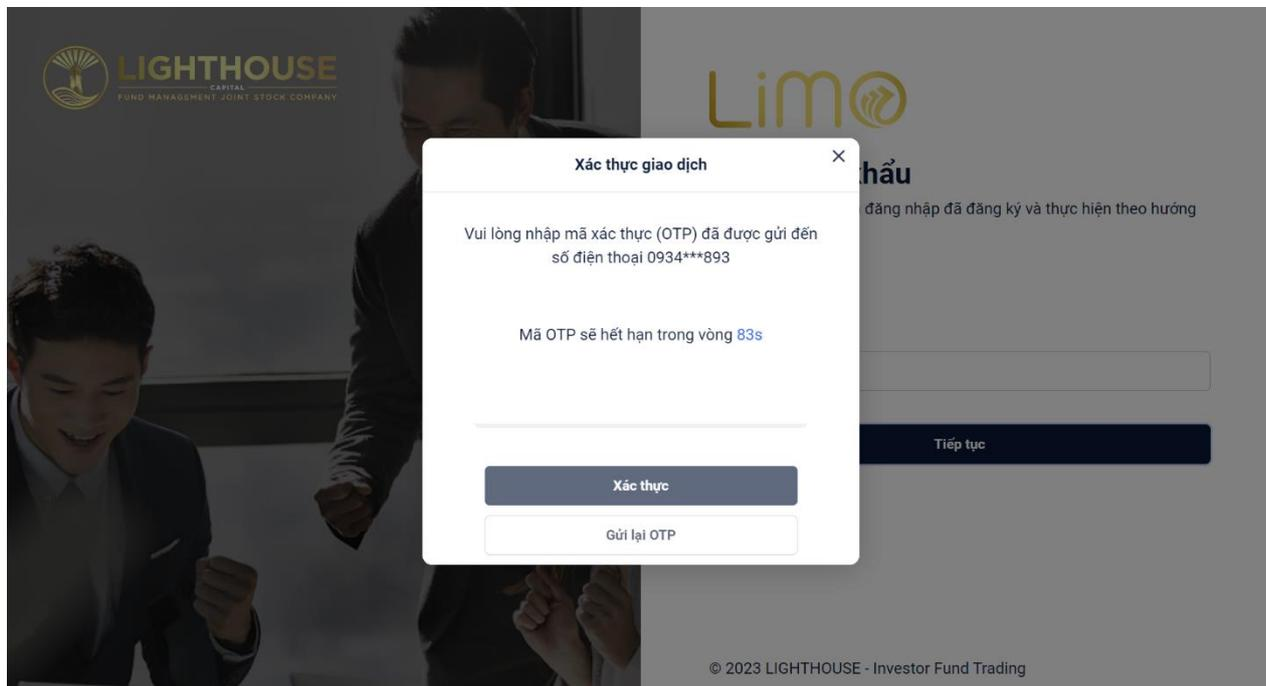 LIGHTHOUSE
CAPITAL
FUND MANAGEMENT JOINT STOCK COMPANY
LiMO
khẩu
đăng nhập đã đăng ký và thực hiện theo hướng
Xác thực giao dịch
Vui lòng nhập mã xác thực (OTP) đã được gửi đến
số điện thoại 0934***893
Mã OTP sẽ hết hạn trong vòng 83s
Xác thực
Gửi lại OTP
Tiếp tục
© 2023 LIGHTHOUSE - Investor Fund Trading